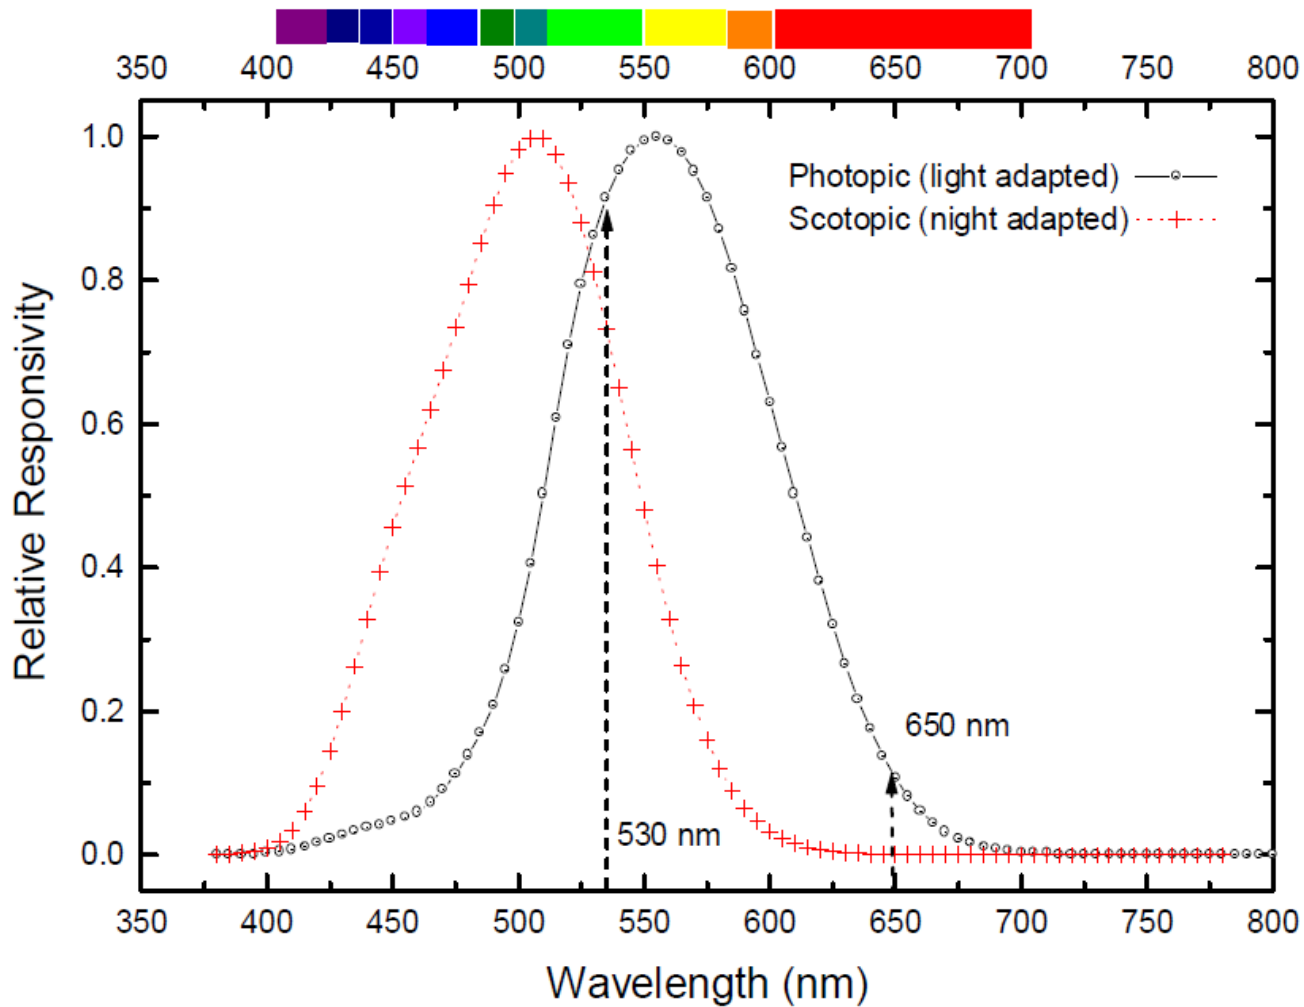 350 400 450 500 550 600 650 700 750 800
1.0
0.8
0.6
0.4
0.2
0.0
Relative Responsivity
Photopic (light adapted)
Scotopic (night adapted)
650 nm
530 nm
350 400 450 500 550 600 650 700 750 800
Wavelength (nm)